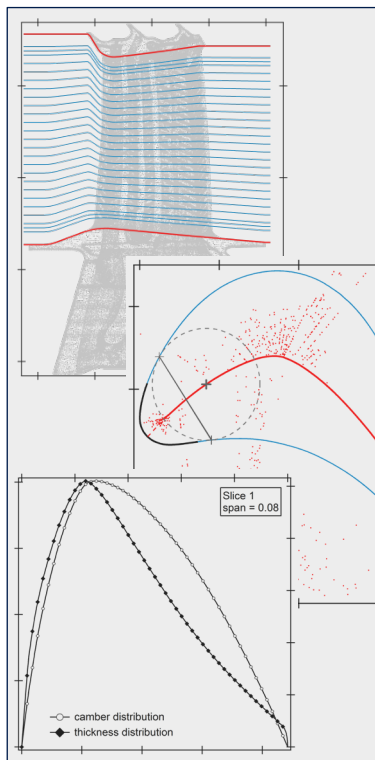 Slice 1
span = 0.08
camber distribution
thickness distribution